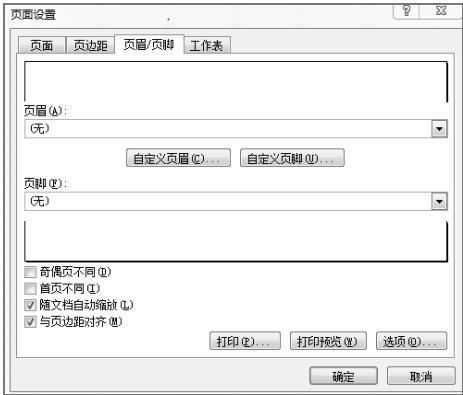 页面设置
页面 页边距 页眉/页脚 工作表
页眉(A):
(无)
自定义页眉(C)... 自定义页脚(U)...
页脚(F):
(无)
奇偶页不同(D)
首页不同(I)
随文档自动缩放(L)
与页边距对齐(M)
打印(P)... 打印预览(W) 选项(O)...
确定 取消